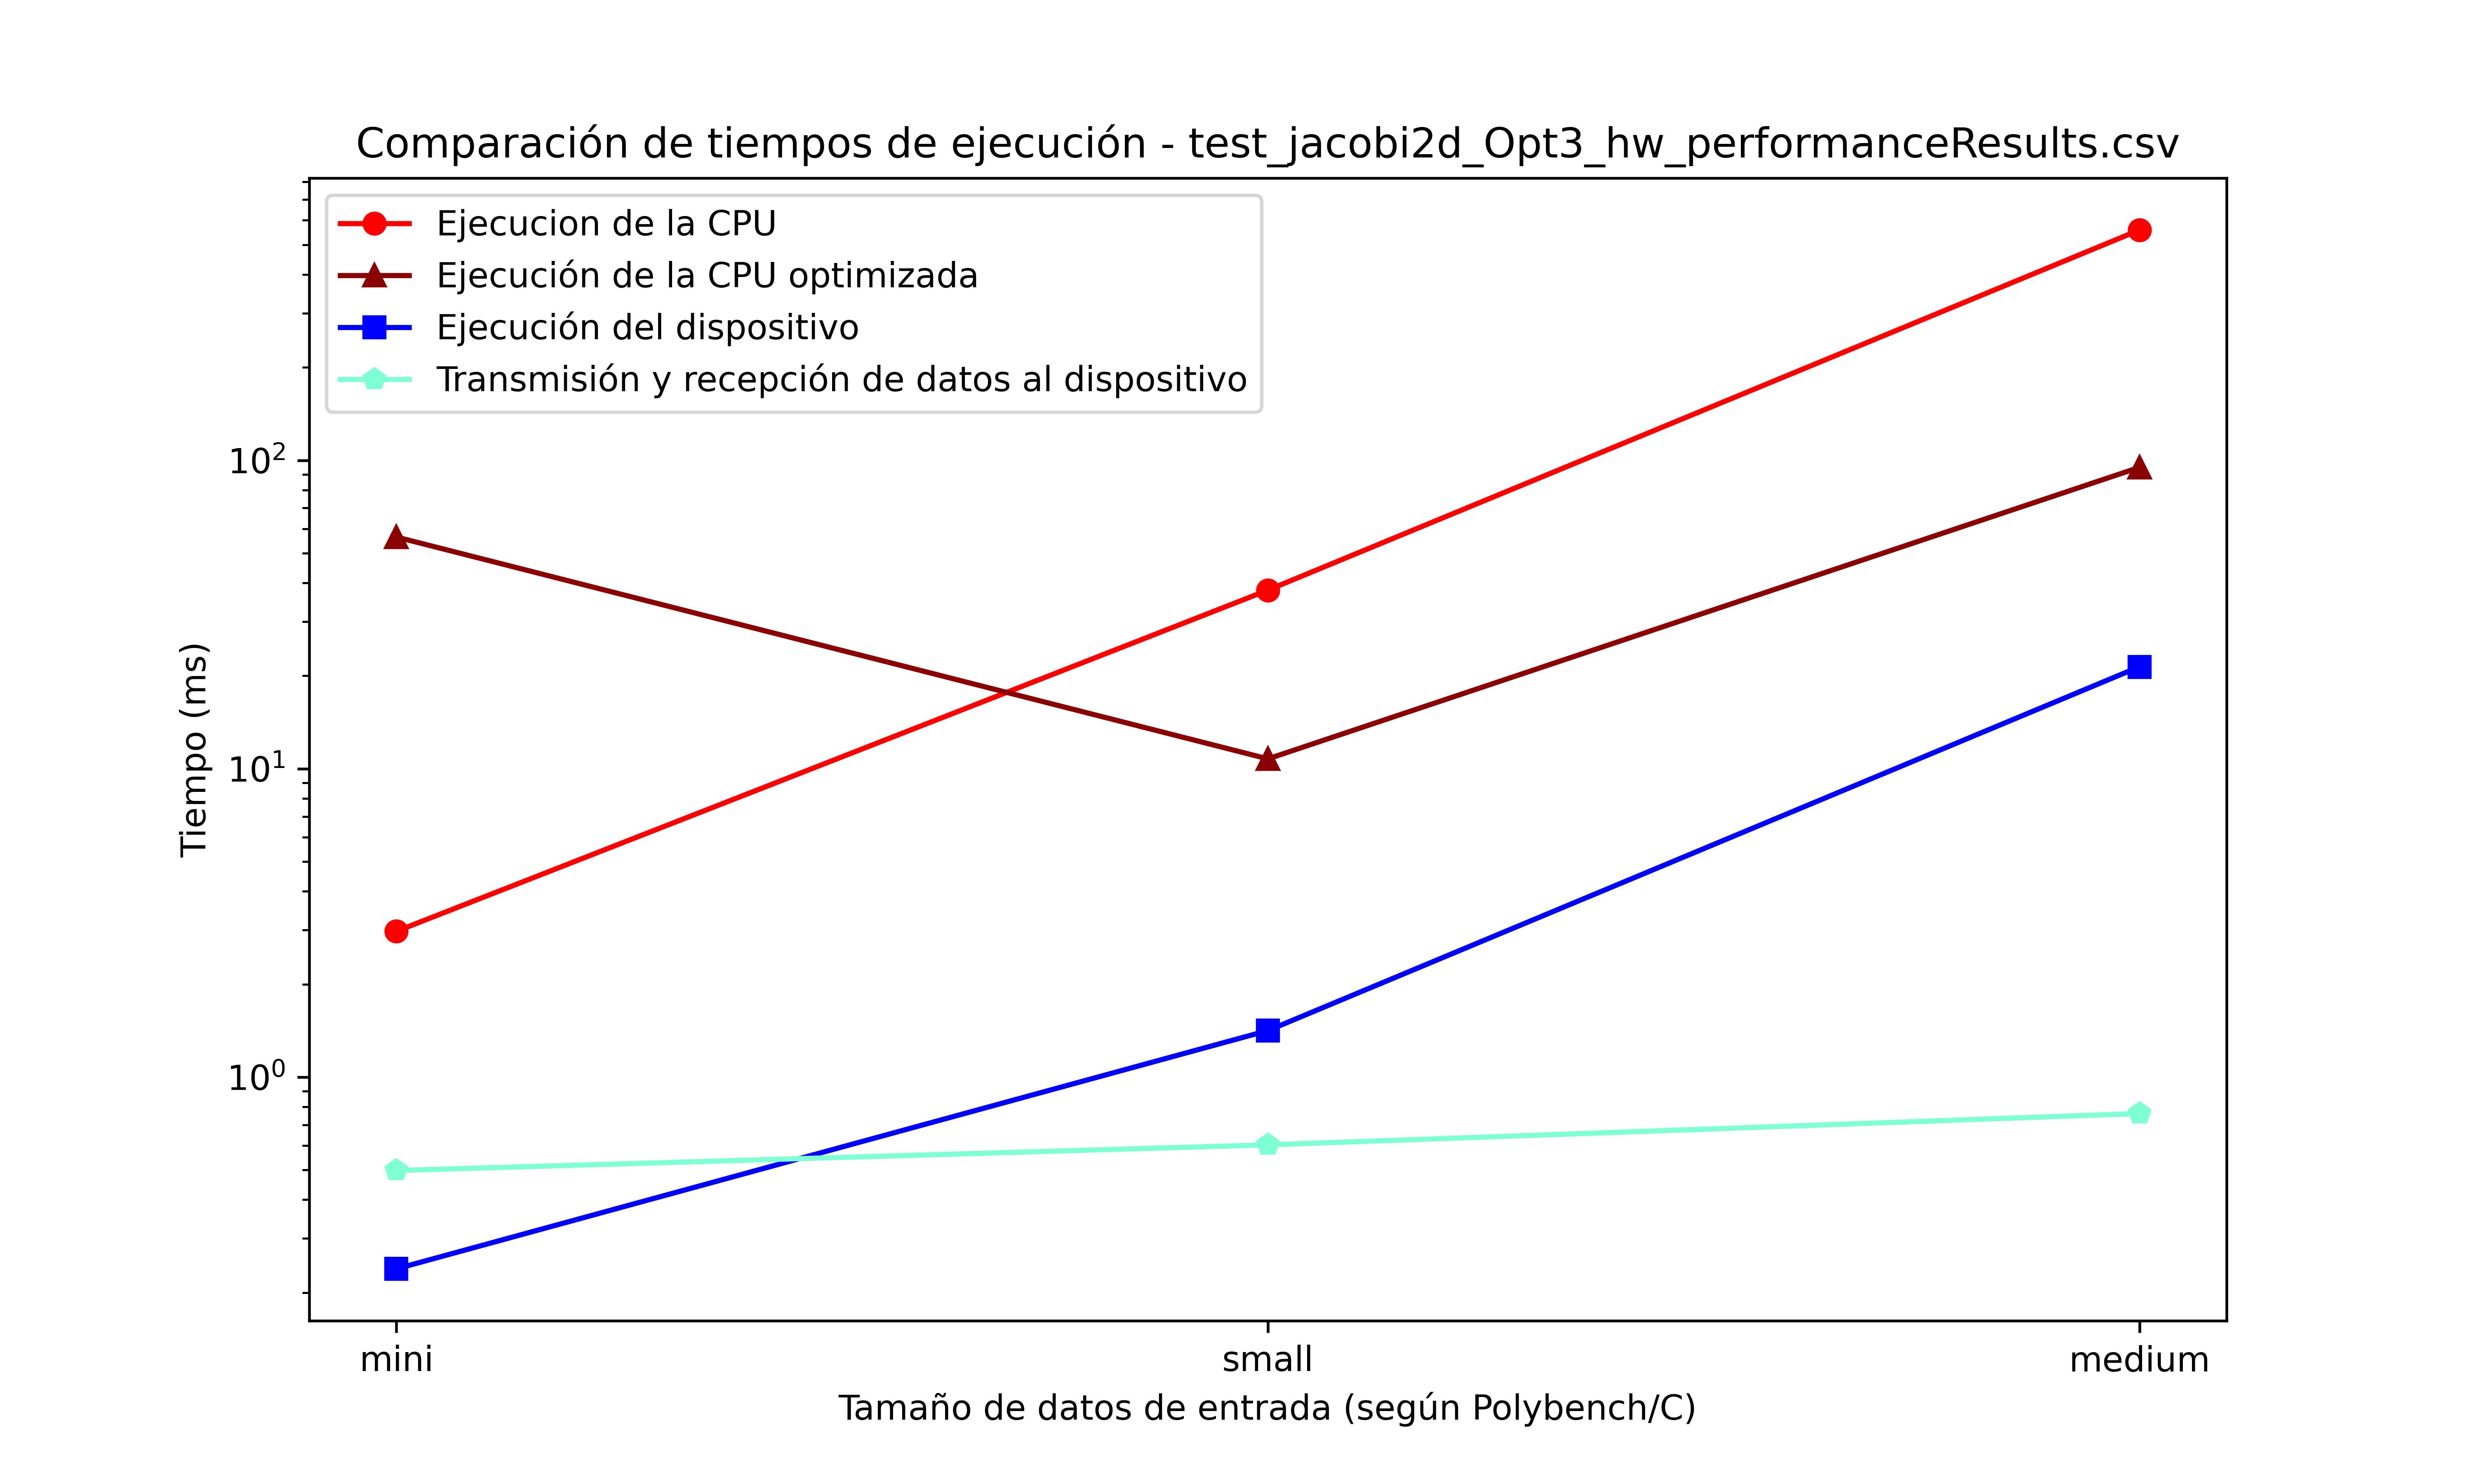 Comparación de tiempos de ejecución - test_jacobi2d_Opt3_hw_performanceResults.csv
Ejecucion de la CPU
Ejecución de la CPU optimizada
Ejecución del dispositivo
Transmisión y recepción de datos al dispositivo
10²
10¹
10⁰
Tiempo (ms)
mini
small
medium
Tamaño de datos de entrada (según Polybench/C)